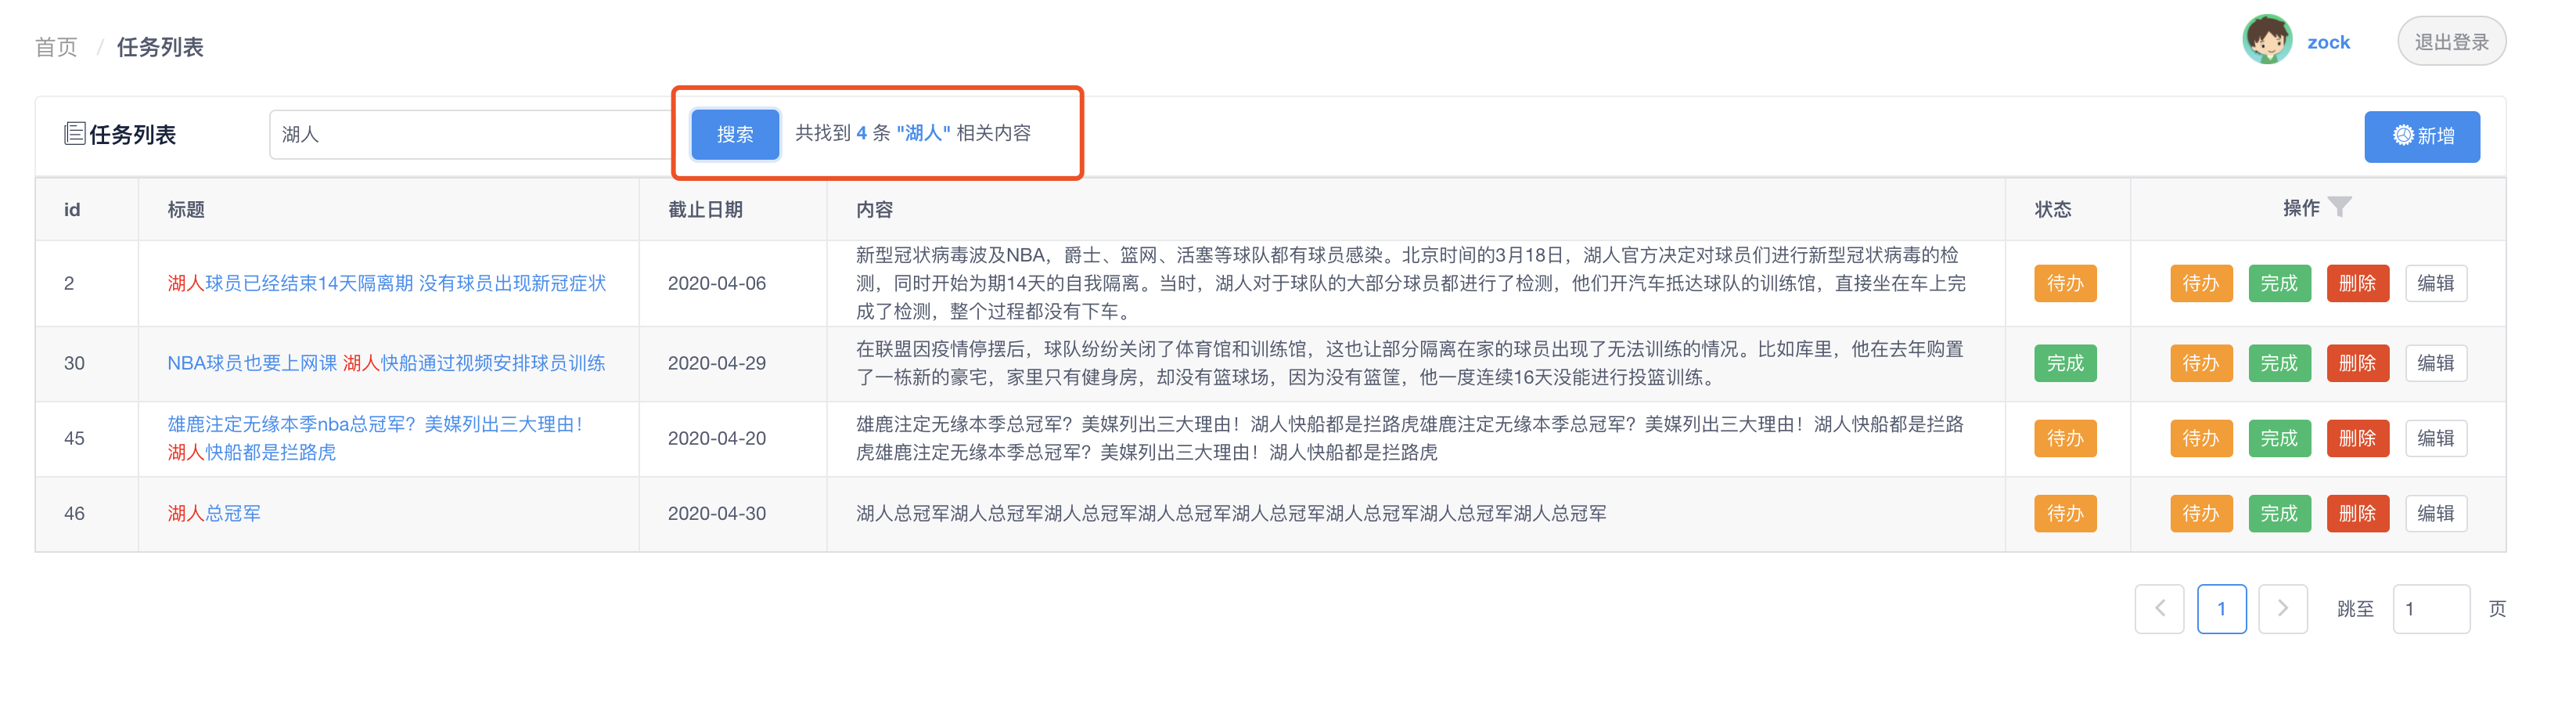 首页 / 任务列表
zock
退出登录
任务列表
湖人
搜索
共找到 4 条 "湖人" 相关内容
新增
id 标题 截止日期 内容 状态 操作
2
湖人球员已经结束14天隔离期 没有球员出现新冠症状
2020-04-06
新型冠状病毒波及NBA，爵士、篮网、活塞等球队都有球员感染。北京时间的3月18日，湖人官方决定对球员们进行新型冠状病毒的检
测，同时开始为期14天的自我隔离。当时，湖人对于球队的大部分球员都进行了检测，他们开汽车抵达球队的训练馆，直接坐在车上完
成了检测，整个过程都没有下车。
待办
待办 完成 删除 编辑
30
NBA球员也要上网课 湖人快船通过视频安排球员训练
2020-04-29
在联盟因疫情停摆后，球队纷纷关闭了体育馆和训练馆，这也让部分隔离在家的球员出现了无法训练的情况。比如库里，他在去年购置
了一栋新的豪宅，家里只有健身房，却没有篮球场，因为没有篮筐，他一度连续16天没能进行投篮训练。
完成
待办 完成 删除 编辑
45
雄鹿注定无缘本季nba总冠军？美媒列出三大理由！
湖人快船都是拦路虎
2020-04-20
雄鹿注定无缘本季总冠军？美媒列出三大理由！湖人快船都是拦路虎雄鹿注定无缘本季总冠军？美媒列出三大理由！湖人快船都是拦路
虎雄鹿注定无缘本季总冠军？美媒列出三大理由！湖人快船都是拦路虎
待办
待办 完成 删除 编辑
46
湖人总冠军
2020-04-30
湖人总冠军湖人总冠军湖人总冠军湖人总冠军湖人总冠军湖人总冠军湖人总冠军湖人总冠军
待办
待办 完成 删除 编辑
1 跳至 1 页